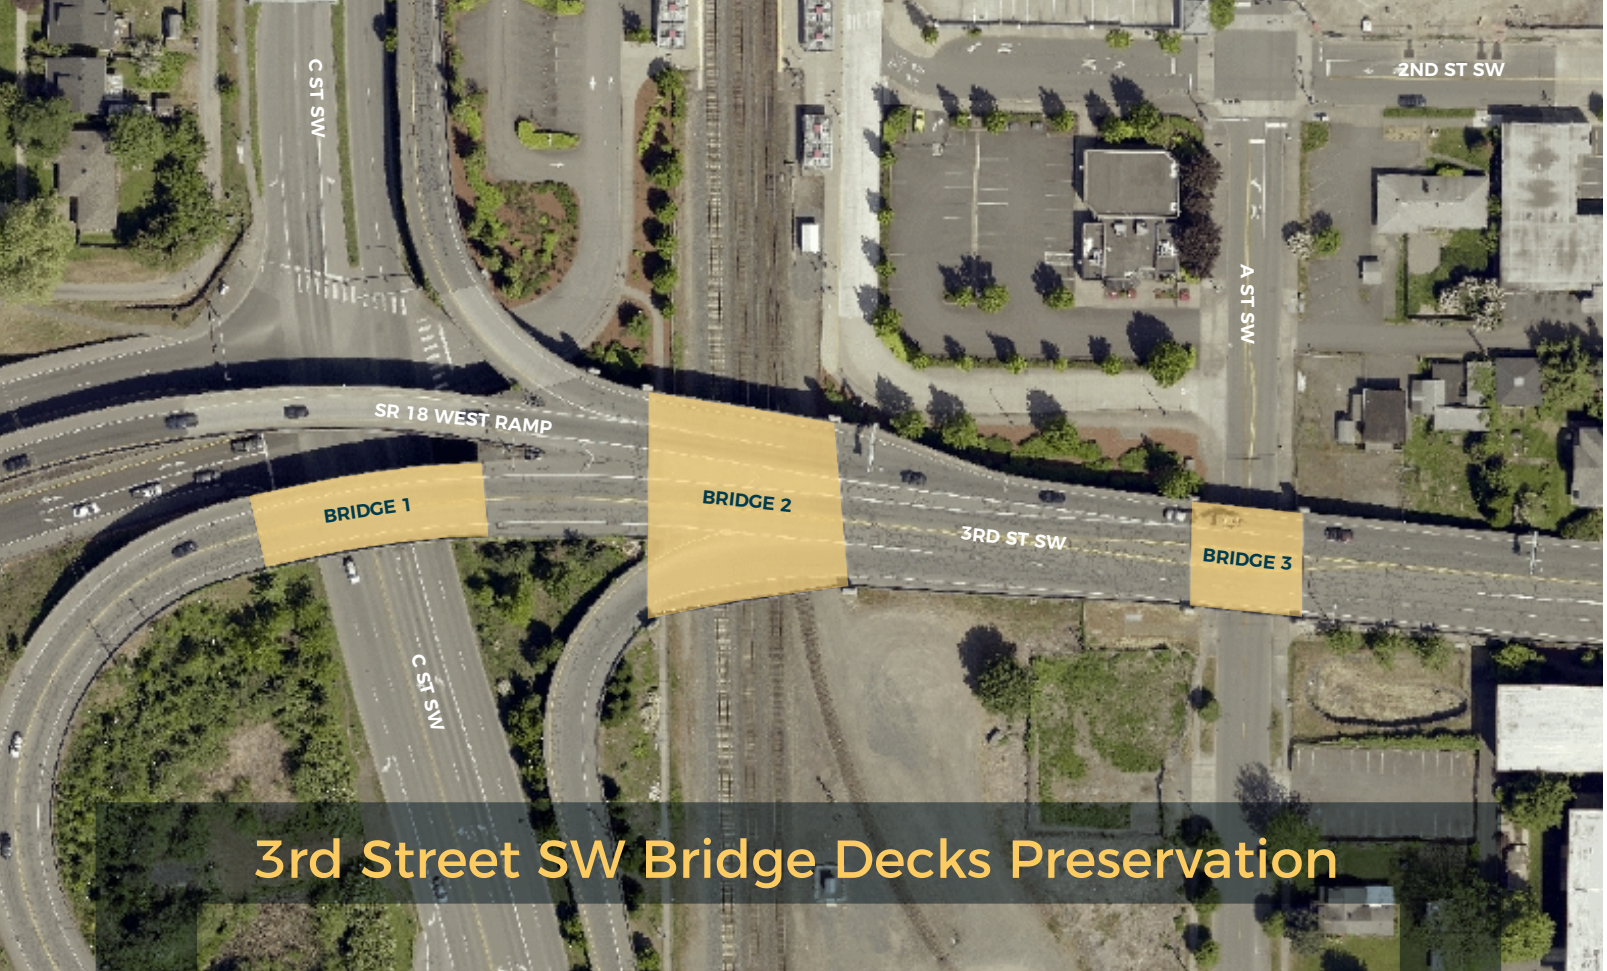 C ST SW
2ND ST SW
A ST SW
SR 18 WEST RAMP
BRIDGE 1
BRIDGE 2
3RD ST SW
BRIDGE 3
C ST SW
3rd Street SW Bridge Decks Preservation